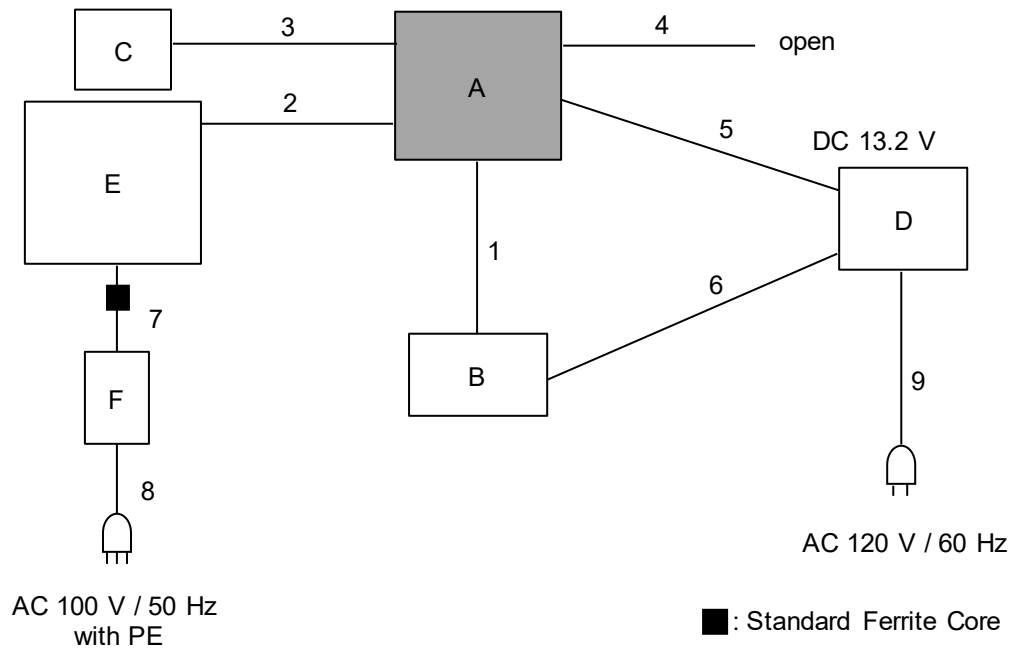 3
4
open
C
A
2
5
DC 13.2 V
E
D
1
6
7
B
F
9
8
AC 120 V / 60 Hz
AC 100 V / 50 Hz
with PE
: Standard Ferrite Core